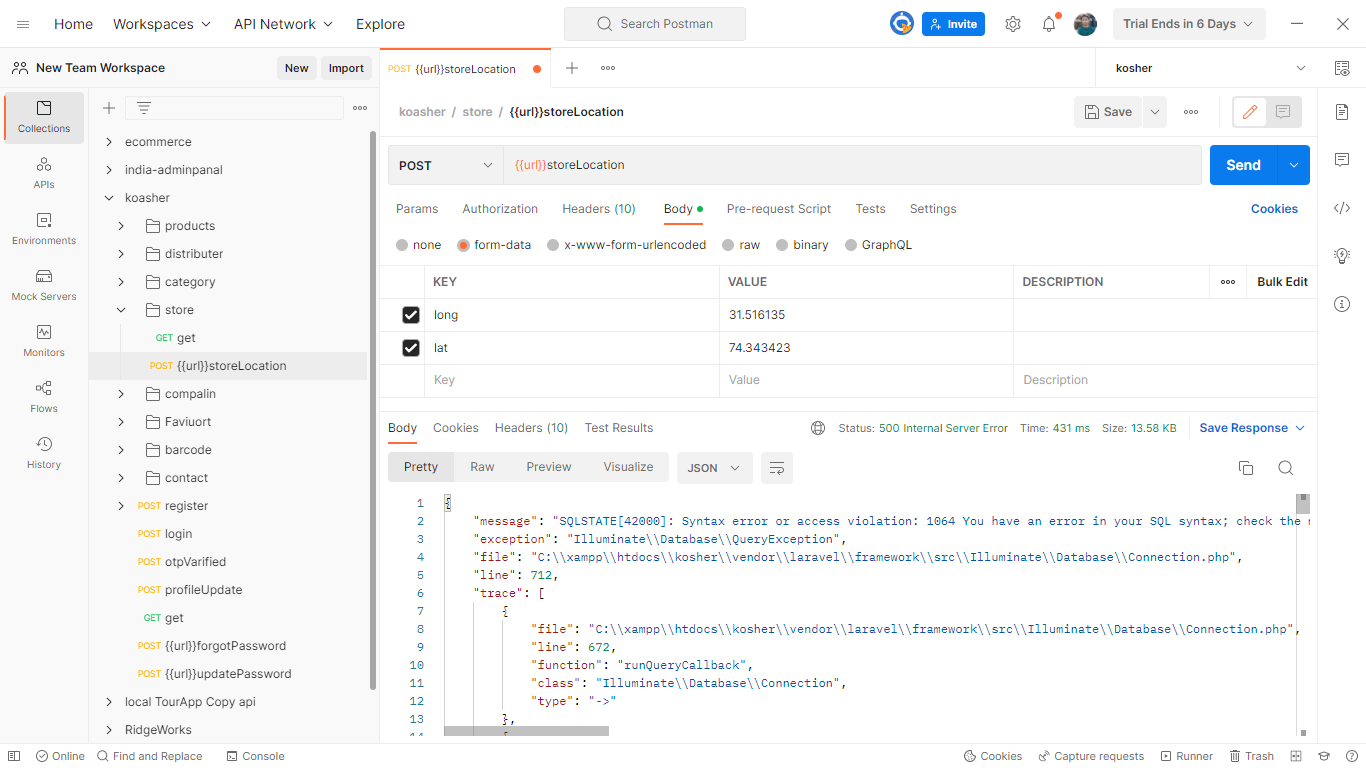 Home Workspaces API Network Explore Search Postman Invite Trial Ends in 6 Days
New Team Workspace New Import POST {{url}}storeLocation kosher
Collections
APIs
Environments
Mock Servers
Monitors
Flows
History
ecommerce
india-adminpanal
koasher
products
distributer
category
store
GET get
POST {{url}}storeLocation
compalin
Faviuort
barcode
contact
POST register
POST login
POST otpVarified
POST profileUpdate
GET get
POST {{url}}forgotPassword
POST {{url}}updatePassword
local TourApp Copy api
RidgeWorks
koasher / store / {{url}}storeLocation Save
POST {{url}}storeLocation Send
Params Authorization Headers (10) Body Pre-request Script Tests Settings Cookies
none form-data x-www-form-urlencoded raw binary GraphQL
KEY VALUE DESCRIPTION Bulk Edit
long 31.516135
lat 74.343423
Key Value Description
Body Cookies Headers (10) Test Results Status: 500 Internal Server Error Time: 431 ms Size: 13.58 KB Save Response
Pretty Raw Preview Visualize JSON
1 {
2 "message": "SQLSTATE[42000]: Syntax error or access violation: 1064 You have an error in your SQL syntax; check the
3 "exception": "Illuminate\\Database\\QueryException",
4 "file": "C:\\xampp\\htdocs\\kosher\\vendor\\laravel\\framework\\src\\Illuminate\\Database\\Connection.php",
5 "line": 712,
6 "trace": [
7 {
8 "file": "C:\\xampp\\htdocs\\kosher\\vendor\\laravel\\framework\\src\\Illuminate\\Database\\Connection.php",
9 "line": 672,
10 "function": "runQueryCallback",
11 "class": "Illuminate\\Database\\Connection",
12 "type": "->"
13 },
Online Find and Replace Console Cookies Capture requests Runner Trash